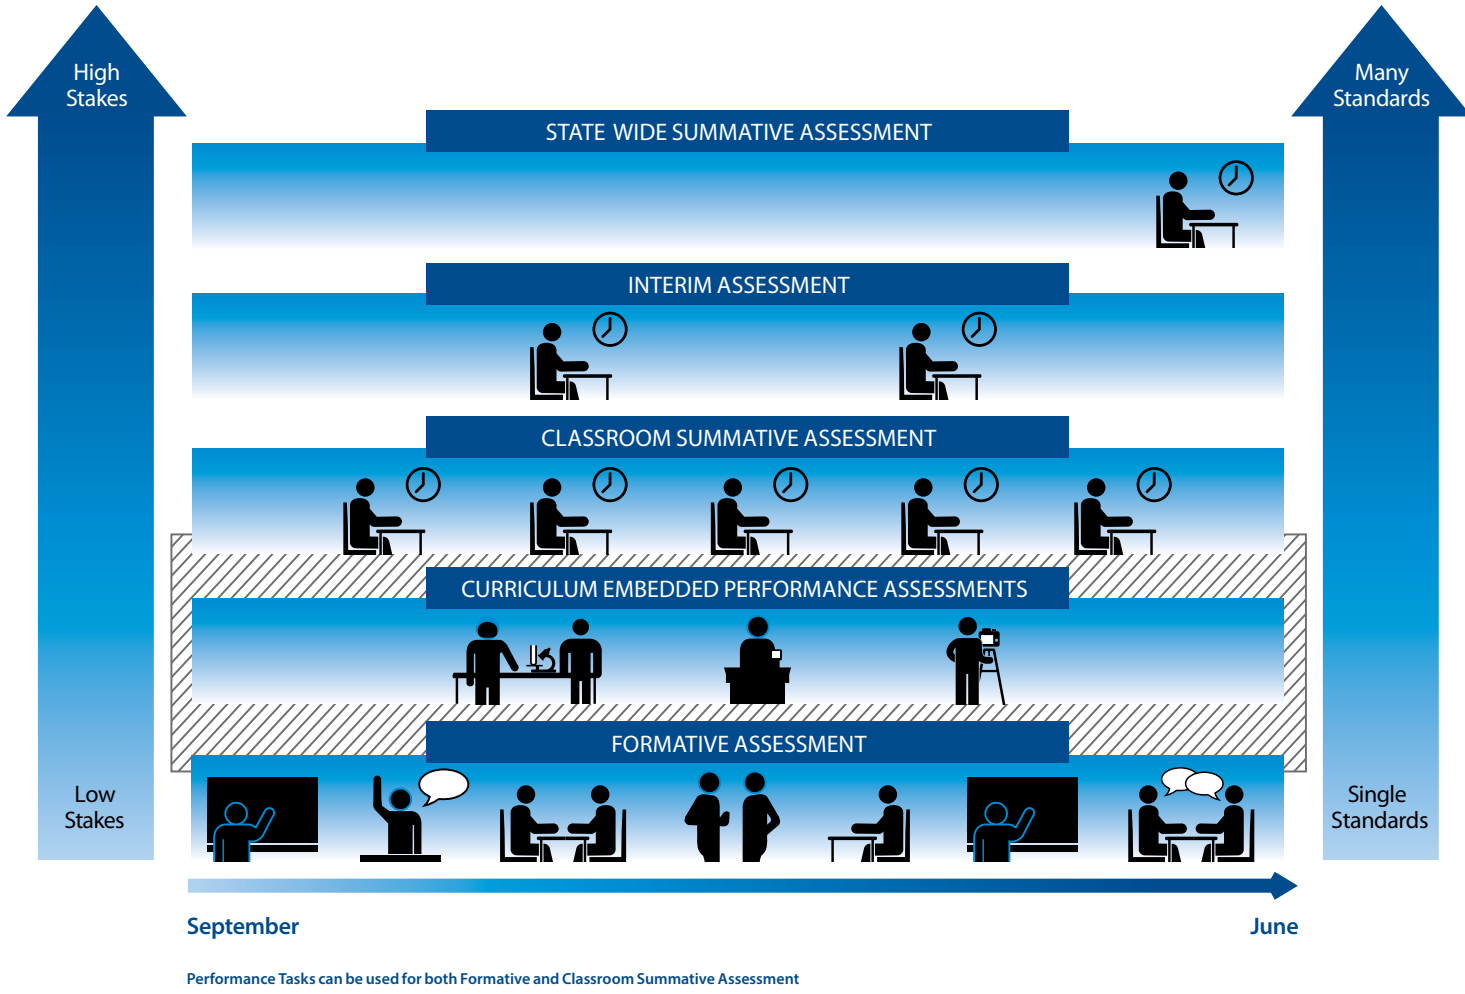 High
Stakes
Many
Standards
STATE WIDE SUMMATIVE ASSESSMENT
INTERIM ASSESSMENT
CLASSROOM SUMMATIVE ASSESSMENT
CURRICULUM EMBEDDED PERFORMANCE ASSESSMENTS
FORMATIVE ASSESSMENT
Low
Stakes
Single
Standards
September
June
Performance Tasks can be used for both Formative and Classroom Summative Assessment